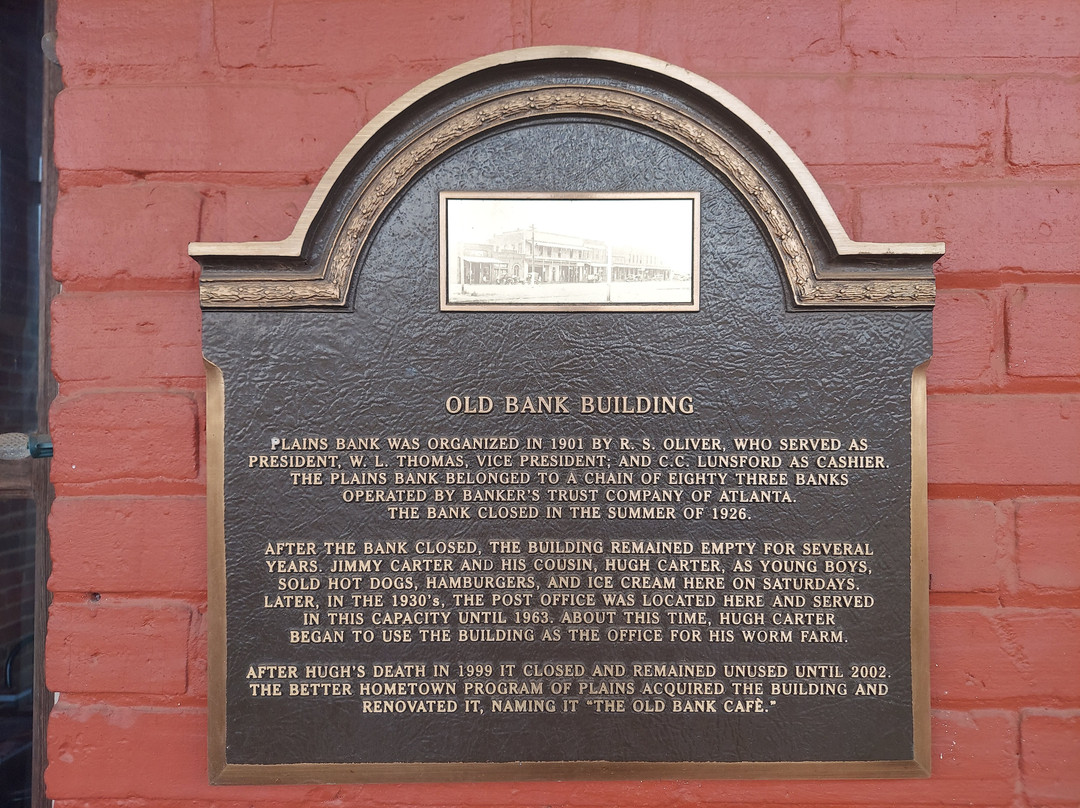 OLD BANK BUILDING
PLAINS BANK WAS ORGANIZED IN 1901 BY R. S. OLIVER, WHO SERVED AS
PRESIDENT, W. L. THOMAS, VICE PRESIDENT; AND C.C. LUNSFORD AS CASHIER.
THE PLAINS BANK BELONGED TO A CHAIN OF EIGHTY THREE BANKS
OPERATED BY BANKER'S TRUST COMPANY OF ATLANTA.
THE BANK CLOSED IN THE SUMMER OF 1926.
AFTER THE BANK CLOSED, THE BUILDING REMAINED EMPTY FOR SEVERAL
YEARS. JIMMY CARTER AND HIS COUSIN, HUGH CARTER, AS YOUNG BOYS,
SOLD HOT DOGS, HAMBURGERS, AND ICE CREAM HERE ON SATURDAYS.
LATER, IN THE 1930's, THE POST OFFICE WAS LOCATED HERE AND SERVED
IN THIS CAPACITY UNTIL 1963. ABOUT THIS TIME, HUGH CARTER
BEGAN TO USE THE BUILDING AS THE OFFICE FOR HIS WORM FARM.
AFTER HUGH'S DEATH IN 1999 IT CLOSED AND REMAINED UNUSED UNTIL 2002.
THE BETTER HOMETOWN PROGRAM OF PLAINS ACQUIRED THE BUILDING AND
RENOVATED IT, NAMING IT "THE OLD BANK CAFÈ."